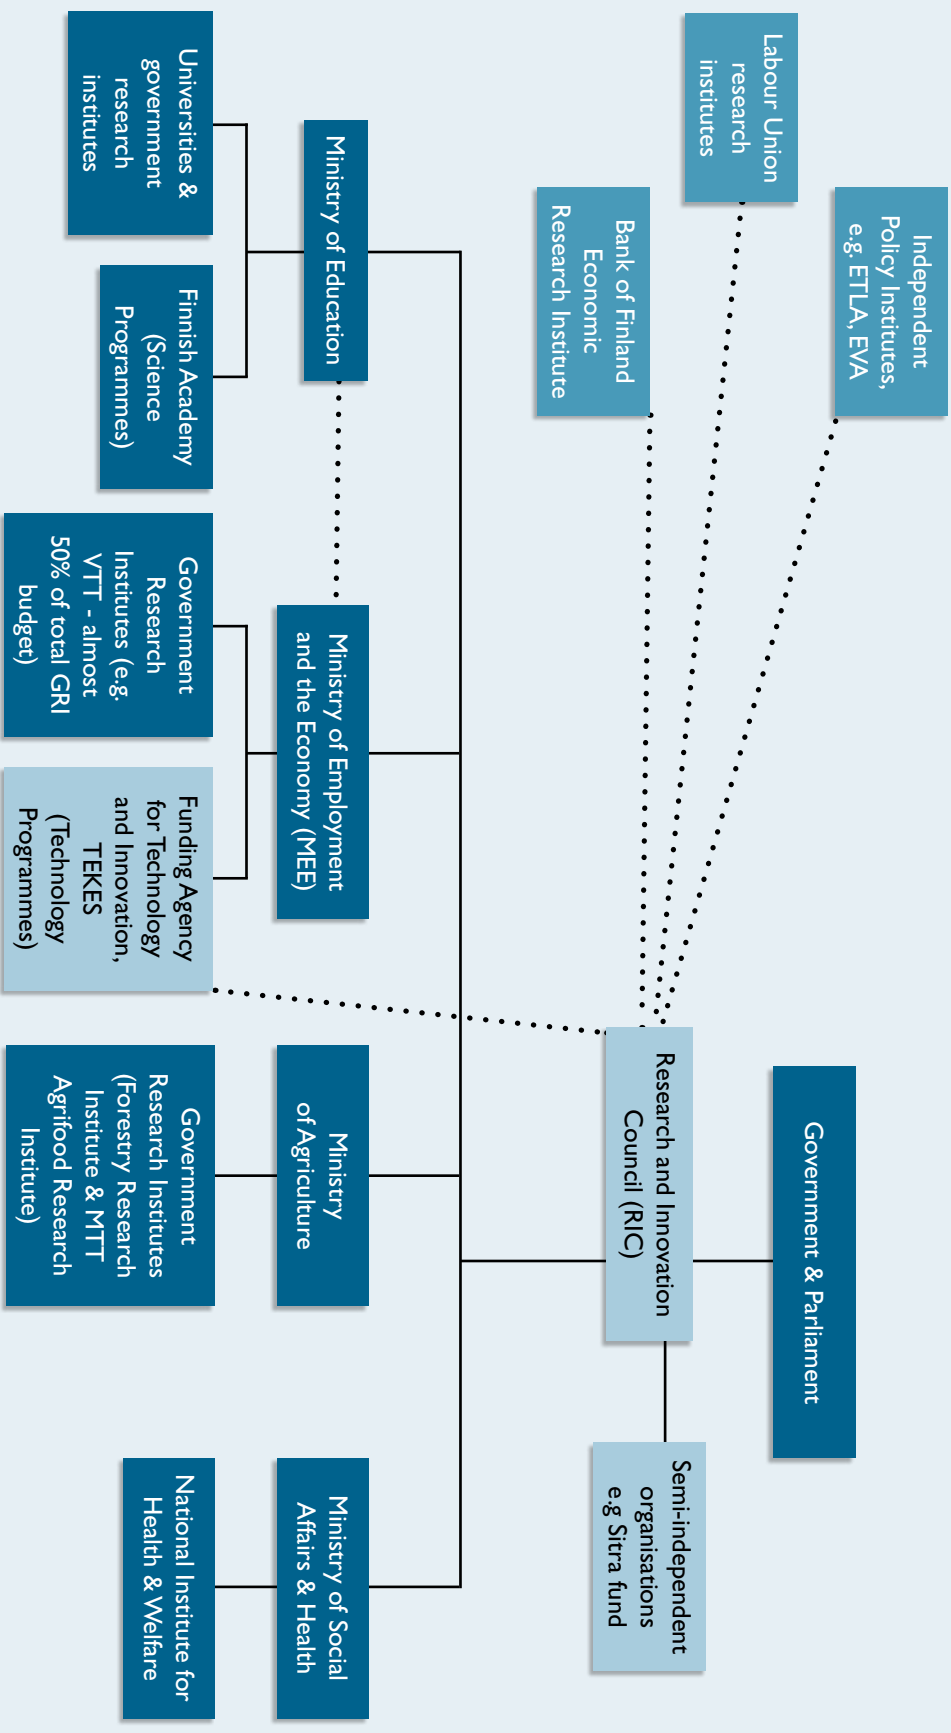 Government & Parliament
Independent
Policy Institutes,
e.g. ETLA, EVA
Labour Union
research
institutes
Bank of Finland
Economic
Research Institute
Research and Innovation
Council (RIC)
Semi-independent
organisations
e.g Sitra fund
Ministry of Education
Ministry of Employment
and the Economy (MEE)
Ministry
of Agriculture
Ministry of Social
Affairs & Health
Universities &
government
research
institutes
Finnish Academy
(Science
Programmes)
Government
Research
Institutes (e.g.
VTT - almost
50% of total GRI
budget)
Funding Agency
for Technology
and Innovation,
TEKES
(Technology
Programmes)
Government
Research Institutes
(Forestry Research
Institute & MTT
Agrifood Research
Institute)
National Institute for
Health & Welfare